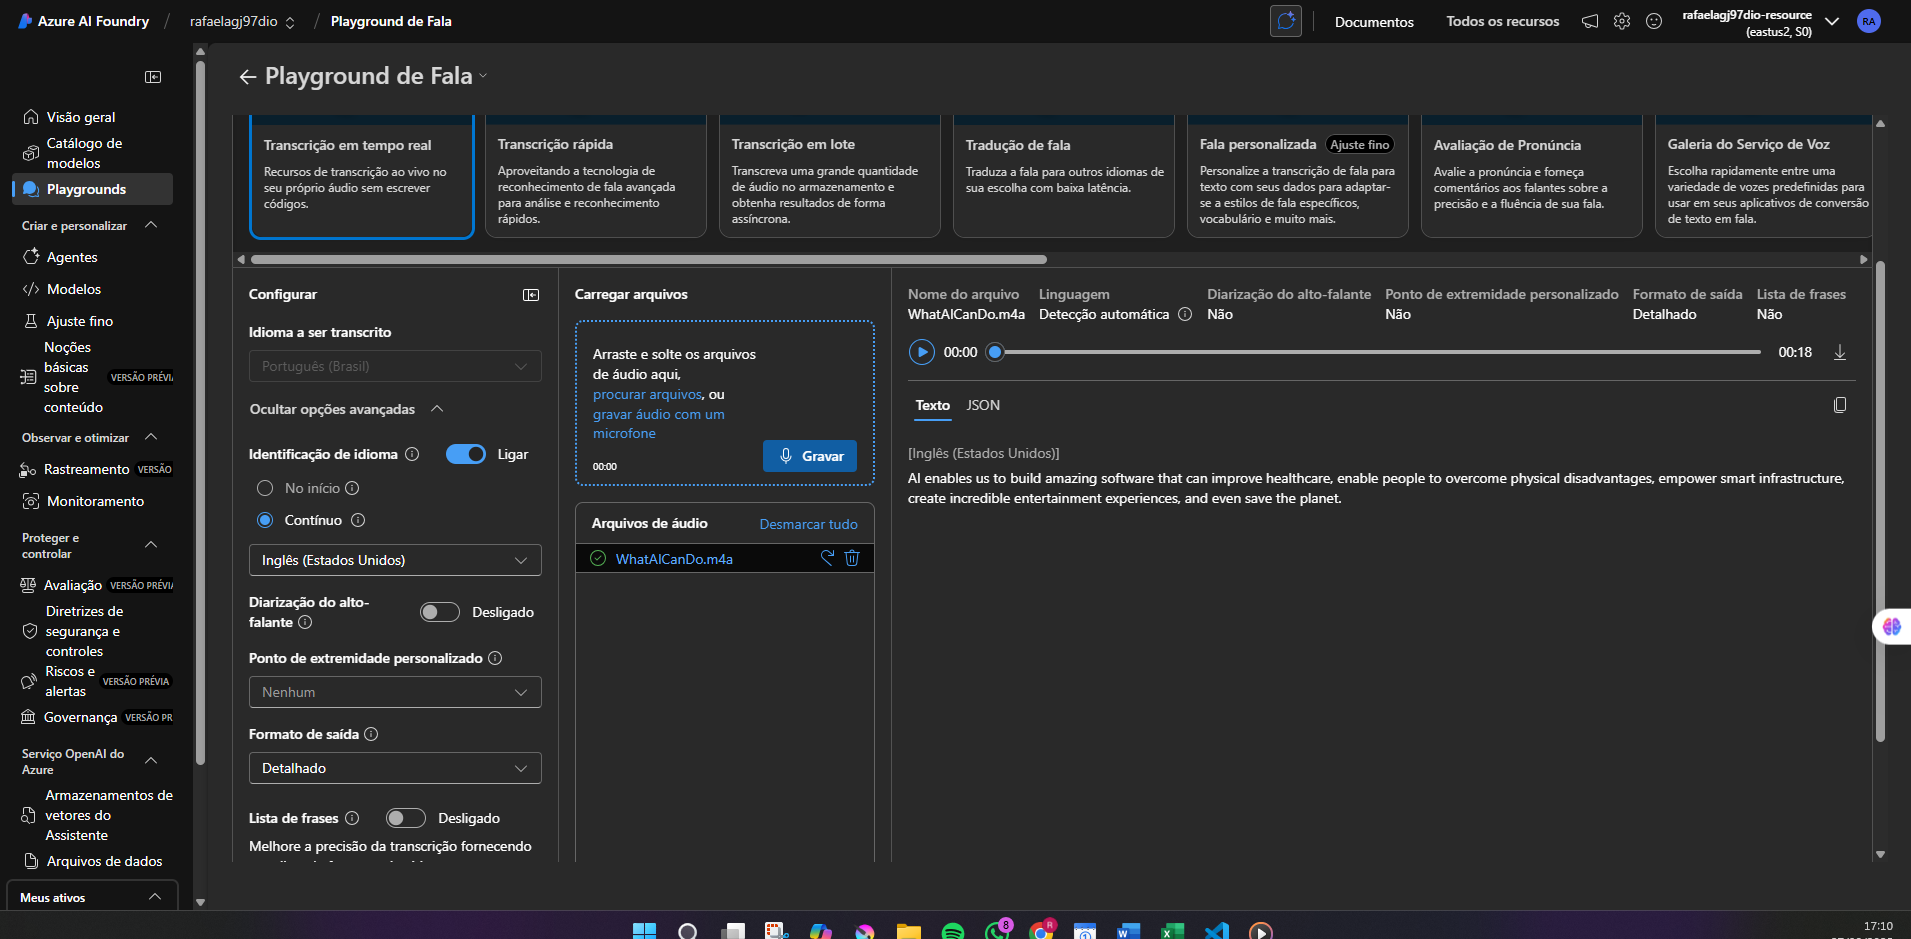 Azure AI Foundry / rafaelagj97dio / Playground de Fala
Documentos
Todos os recursos
rafaelagj97dio-resource
(eastus2, S0)
RA
Playground de Fala
Visão geral
Catálogo de
modelos
Playgrounds
Criar e personalizar
Agentes
Modelos
Ajuste fino
Noções
básicas
sobre
conteúdo
VERSÃO PRÉVI
Observar e otimizar
Rastreamento VERSÃO
Monitoramento
Proteger e
controlar
Avaliação VERSÃO PRÉVI
Diretrizes de
segurança e
controles
Riscos e
alertas
VERSÃO PRÉVIA
Governança VERSÃO PR
Serviço OpenAI do
Azure
Armazenamentos de
vetores do
Assistente
Arquivos de dados
Meus ativos
Transcrição em tempo real
Recursos de transcrição ao vivo no
seu próprio áudio sem escrever
códigos.
Transcrição rápida
Aproveitando a tecnologia de
reconhecimento de fala avançada
para análise e reconhecimento
rápidos.
Transcrição em lote
Transcreva uma grande quantidade
de áudio no armazenamento e
obtenha resultados de forma
assíncrona.
Tradução de fala
Traduza a fala para outros idiomas de
sua escolha com baixa latência.
Fala personalizada Ajuste fino
Personalize a transcrição de fala para
texto com seus dados para adaptar-
se a estilos de fala específicos,
vocabulário e muito mais.
Avaliação de Pronúncia
Avalie a pronúncia e forneça
comentários aos falantes sobre a
precisão e a fluência de sua fala.
Galeria do Serviço de Voz
Escolha rapidamente entre uma
variedade de vozes predefinidas para
usar em seus aplicativos de conversão
de texto em fala.
Configurar
Idioma a ser transcrito
Português (Brasil)
Ocultar opções avançadas
Identificação de idioma Ligar
No início
Contínuo
Inglês (Estados Unidos)
Diarização do alto-
falante
Desligado
Ponto de extremidade personalizado
Nenhum
Formato de saída
Detalhado
Lista de frases Desligado
Melhore a precisão da transcrição fornecendo
Carregar arquivos
Arraste e solte os arquivos
de áudio aqui,
procurar arquivos, ou
gravar áudio com um
microfone
00:00
Gravar
Arquivos de áudio Desmarcar tudo
WhatAICanDo.m4a
Nome do arquivo
WhatAICanDo.m4a
Linguagem
Detecção automática
Diarização do alto-falante
Não
Ponto de extremidade personalizado
Não
Formato de saída
Detalhado
Lista de frases
Não
00:00 00:18
Texto JSON
[Inglês (Estados Unidos)]
AI enables us to build amazing software that can improve healthcare, enable people to overcome physical disadvantages, empower smart infrastructure,
create incredible entertainment experiences, and even save the planet.
8
R
17:10